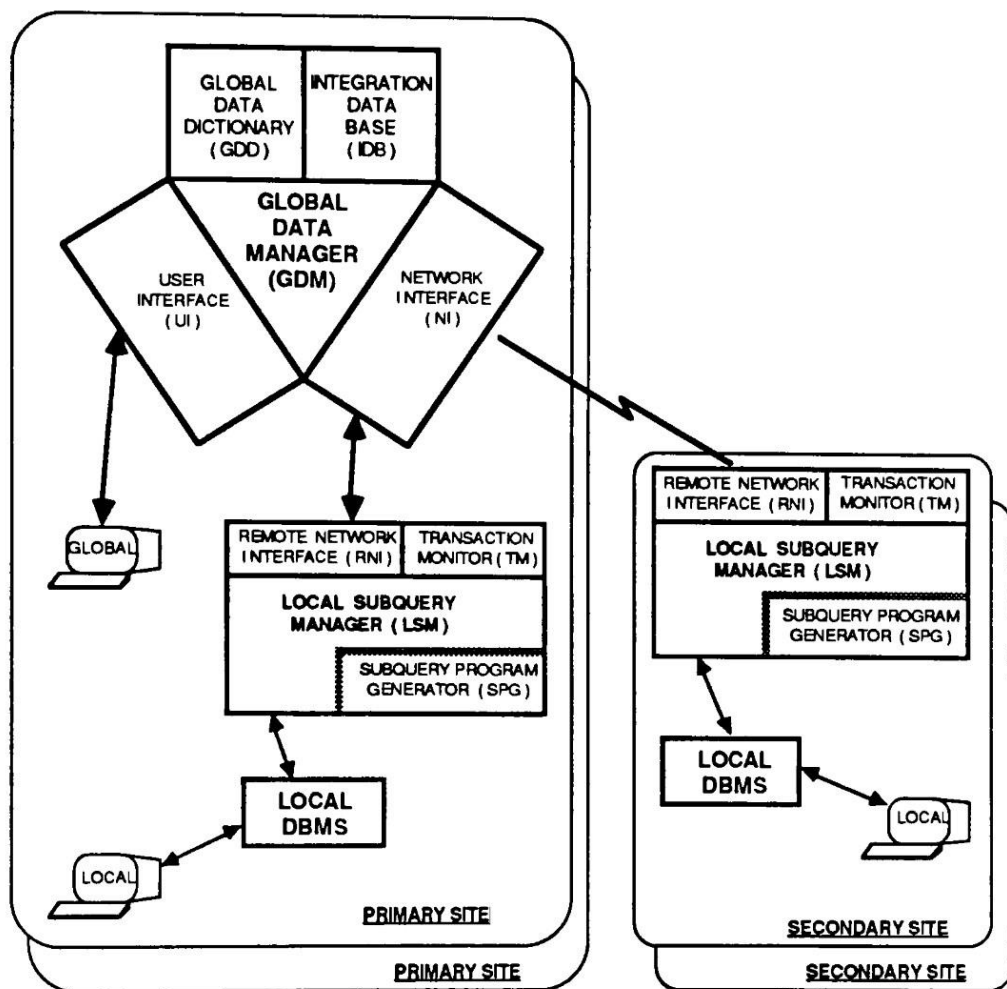 GLOBAL
DATA
DICTIONARY
(GDD)
INTEGRATION
DATA
BASE
(IDB)
GLOBAL
DATA
MANAGER
(GDM)
USER
INTERFACE
(UI)
NETWORK
INTERFACE
(NI)
GLOBAL
REMOTE NETWORK
INTERFACE (RNI)
TRANSACTION
MONITOR (TM)
LOCAL SUBQUERY
MANAGER (LSM)
SUBQUERY PROGRAM
GENERATOR (SPG)
LOCAL
DBMS
LOCAL
PRIMARY SITE
PRIMARY SITE
REMOTE NETWORK
INTERFACE (RNI)
TRANSACTION
MONITOR (TM)
LOCAL SUBQUERY
MANAGER (LSM)
SUBQUERY PROGRAM
GENERATOR (SPG)
LOCAL
DBMS
LOCAL
SECONDARY SITE
SECONDARY SITE